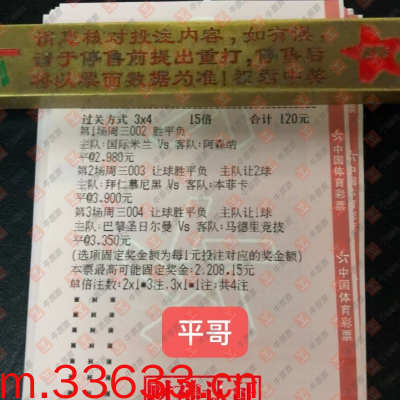 请核对投注内容，如有误
请于停售前提出重打，停售后
将以票面数据为准！祝君中奖
过关方式 3x4 15倍 合计 120元
第1场周三002 胜平负
主队:国际米兰 Vs 客队:阿森纳
平@2.980元
第2场周三003 让球胜平负 主队让2球
主队:拜仁慕尼黑 Vs 客队:本菲卡
平@3.900元
第3场周三004 让球胜平负 主队让1球
主队:巴黎圣日尔曼 Vs 客队:马德里竞技
平@3.350元
(选项固定奖金额为每1元投注对应的奖金额)
本票最高可能固定奖金:2,208.15元
单倍注数:2x1*3注,3x1*1注;共4注
中国体育彩票
中国体育彩票
平哥
m.33633.cn